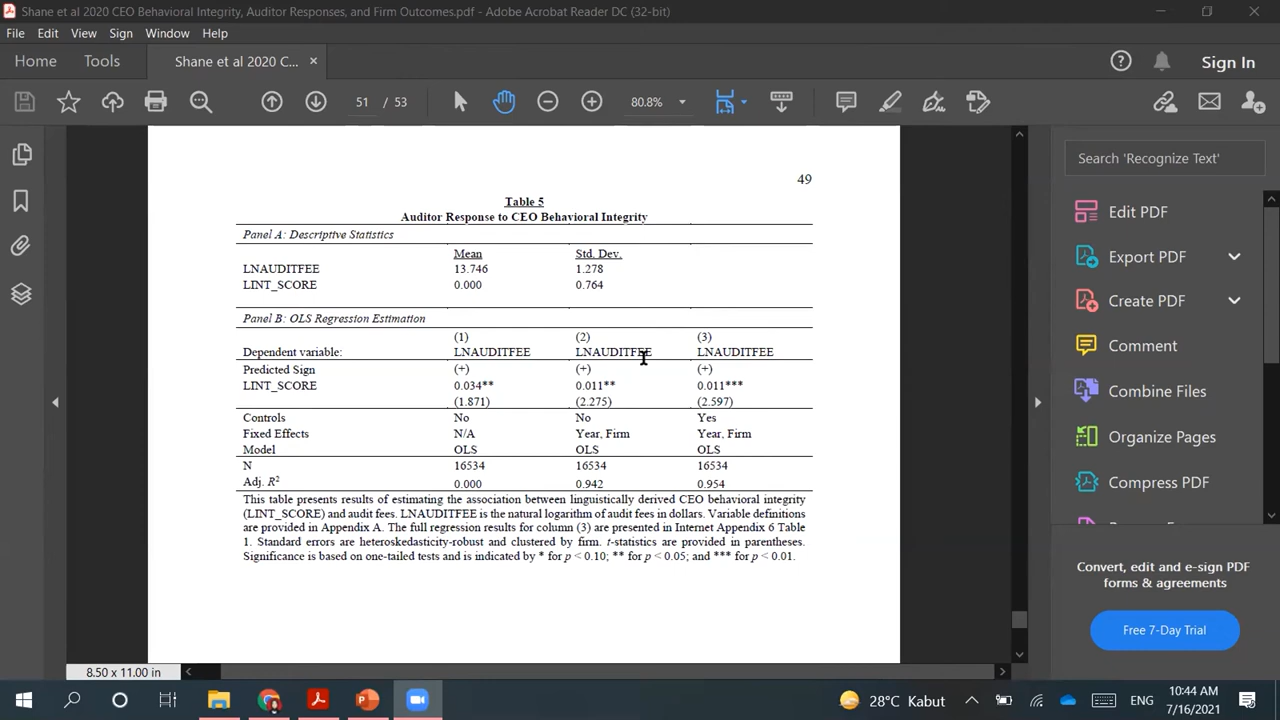 Shane et al 2020 CEO Behavioral Integrity, Auditor Responses, and Firm Outcomes.pdf - Adobe Acrobat Reader DC (32-bit)
File Edit View Sign Window Help
Home Tools Shane et al 2020 C... × Sign In
51 / 53 80.8%
49
Table 5
Auditor Response to CEO Behavioral Integrity
Panel A: Descriptive Statistics
Mean Std. Dev.
LNAUDITFEE 13.746 1.278
LINT_SCORE 0.000 0.764
Panel B: OLS Regression Estimation
(1) (2) (3)
Dependent variable: LNAUDITFEE LNAUDITFEE LNAUDITFEE
Predicted Sign (+) (+) (+)
LINT_SCORE 0.034** 0.011** 0.011***
(1.871) (2.275) (2.597)
Controls No No Yes
Fixed Effects N/A Year, Firm Year, Firm
Model OLS OLS OLS
N 16534 16534 16534
Adj. R² 0.000 0.942 0.954
This table presents results of estimating the association between linguistically derived CEO behavioral integrity
(LINT_SCORE) and audit fees. LNAUDITFEE is the natural logarithm of audit fees in dollars. Variable definitions
are provided in Appendix A. The full regression results for column (3) are presented in Internet Appendix 6 Table
1. Standard errors are heteroskedasticity-robust and clustered by firm. t-statistics are provided in parentheses.
Significance is based on one-tailed tests and is indicated by * for p < 0.10; ** for p < 0.05; and *** for p < 0.01.
8.50 x 11.00 in
Search 'Recognize Text'
Edit PDF
Export PDF
Create PDF
Comment
Combine Files
Organize Pages
Compress PDF
Convert, edit and e-sign PDF
forms & agreements
Free 7-Day Trial
28°C Kabut ENG 10:44 AM
7/16/2021